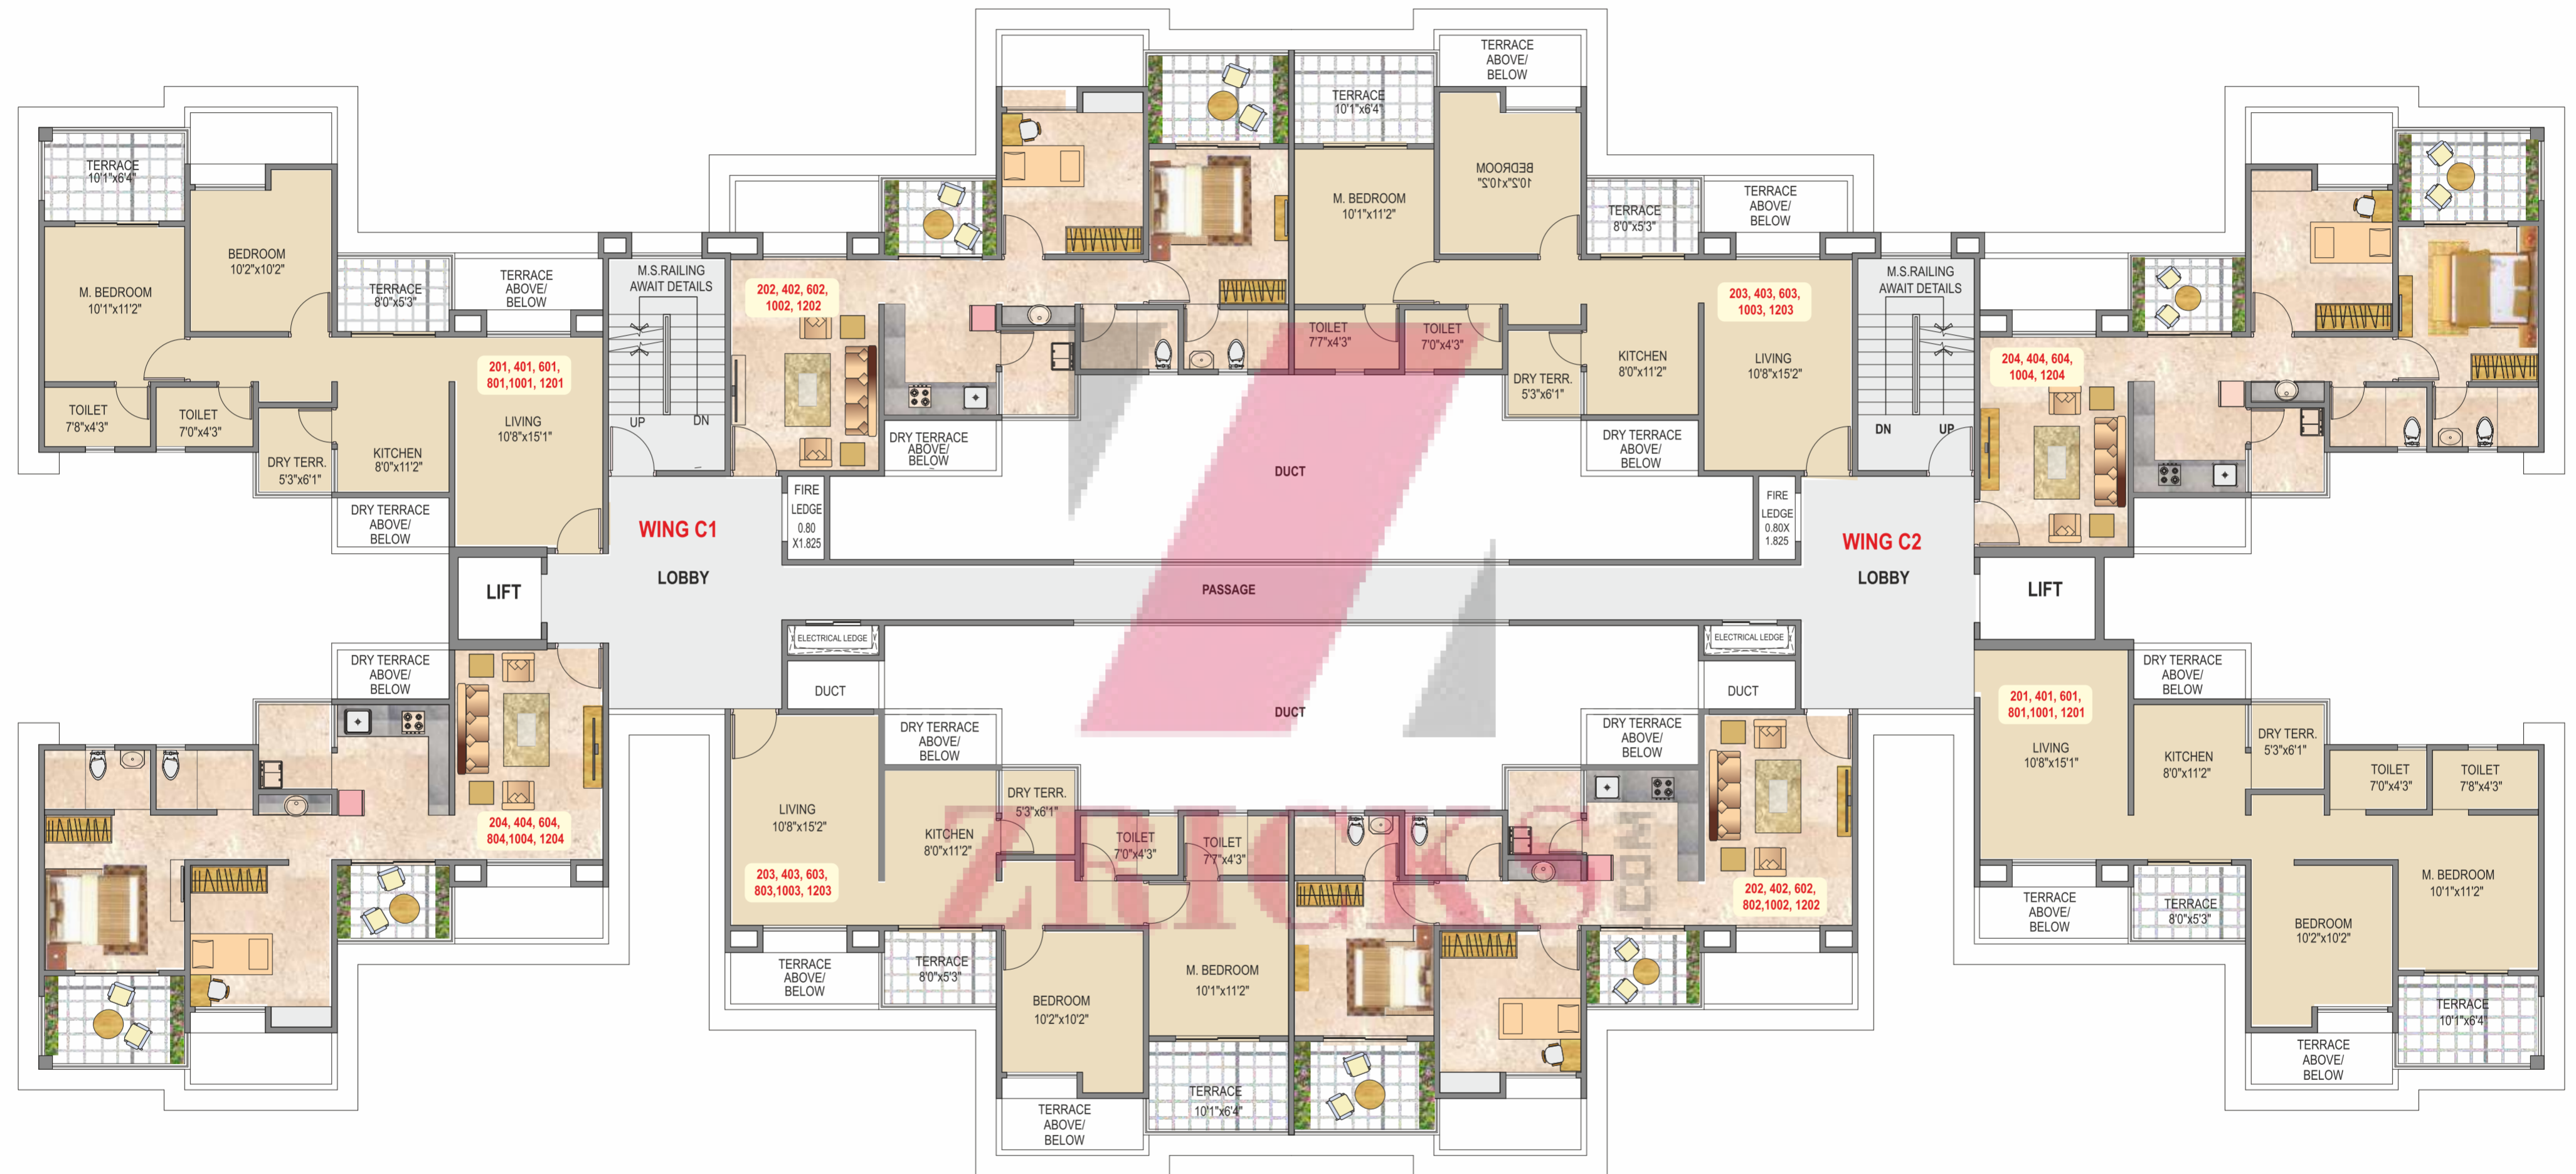 TERRACE
ABOVE/
BELOW
TERRACE
10'1"x6'4"
BEDROOM
10'2"x10'2"
M. BEDROOM
10'1"x11'2"
TERRACE
8'0"x5'3"
TERRACE
ABOVE/
BELOW
TERRACE
10'1"x6'4"
BEDROOM
10'2"x10'2"
M. BEDROOM
10'1"x11'2"
TERRACE
8'0"x5'3"
TERRACE
ABOVE/
BELOW
M.S.RAILING
AWAIT DETAILS
UP
DN
202, 402, 602,
1002, 1202
203, 403, 603,
1003, 1203
M.S.RAILING
AWAIT DETAILS
DN
UP
204, 404, 604,
1004, 1204
201, 401, 601,
801,1001, 1201
LIVING
10'8"x15'1"
TOILET
7'8"x4'3"
TOILET
7'0"x4'3"
DRY TERR.
5'3"x6'1"
KITCHEN
8'0"x11'2"
DRY TERRACE
ABOVE/
BELOW
TOILET
7'7"x4'3"
TOILET
7'0"x4'3"
DRY TERR.
5'3"x6'1"
KITCHEN
8'0"x11'2"
LIVING
10'8"x15'2"
DRY TERRACE
ABOVE/
BELOW
DRY TERRACE
ABOVE/
BELOW
DUCT
FIRE
LEDGE
0.80
X1.825
FIRE
LEDGE
0.80X
1.825
WING C1
LOBBY
LIFT
PASSAGE
WING C2
LOBBY
LIFT
ELECTRICAL LEDGE
ELECTRICAL LEDGE
DUCT
DUCT
DUCT
DRY TERRACE
ABOVE/
BELOW
204, 404, 604,
804,1004, 1204
DRY TERRACE
ABOVE/
BELOW
LIVING
10'8"x15'2"
KITCHEN
8'0"x11'2"
DRY TERR.
5'3"x6'1"
TOILET
7'0"x4'3"
TOILET
7'7"x4'3"
203, 403, 603,
803,1003, 1203
TERRACE
ABOVE/
BELOW
TERRACE
8'0"x5'3"
BEDROOM
10'2"x10'2"
M. BEDROOM
10'1"x11'2"
TERRACE
ABOVE/
BELOW
TERRACE
10'1"x6'4"
DRY TERRACE
ABOVE/
BELOW
202, 402, 602,
802,1002, 1202
ZRICKS
.COM
DRY TERRACE
ABOVE/
BELOW
201, 401, 601,
801,1001, 1201
LIVING
10'8"x15'1"
KITCHEN
8'0"x11'2"
DRY TERR.
5'3"x6'1"
TOILET
7'0"x4'3"
TOILET
7'8"x4'3"
TERRACE
ABOVE/
BELOW
TERRACE
8'0"x5'3"
BEDROOM
10'2"x10'2"
M. BEDROOM
10'1"x11'2"
TERRACE
10'1"x6'4
TERRACE
ABOVE/
BELOW